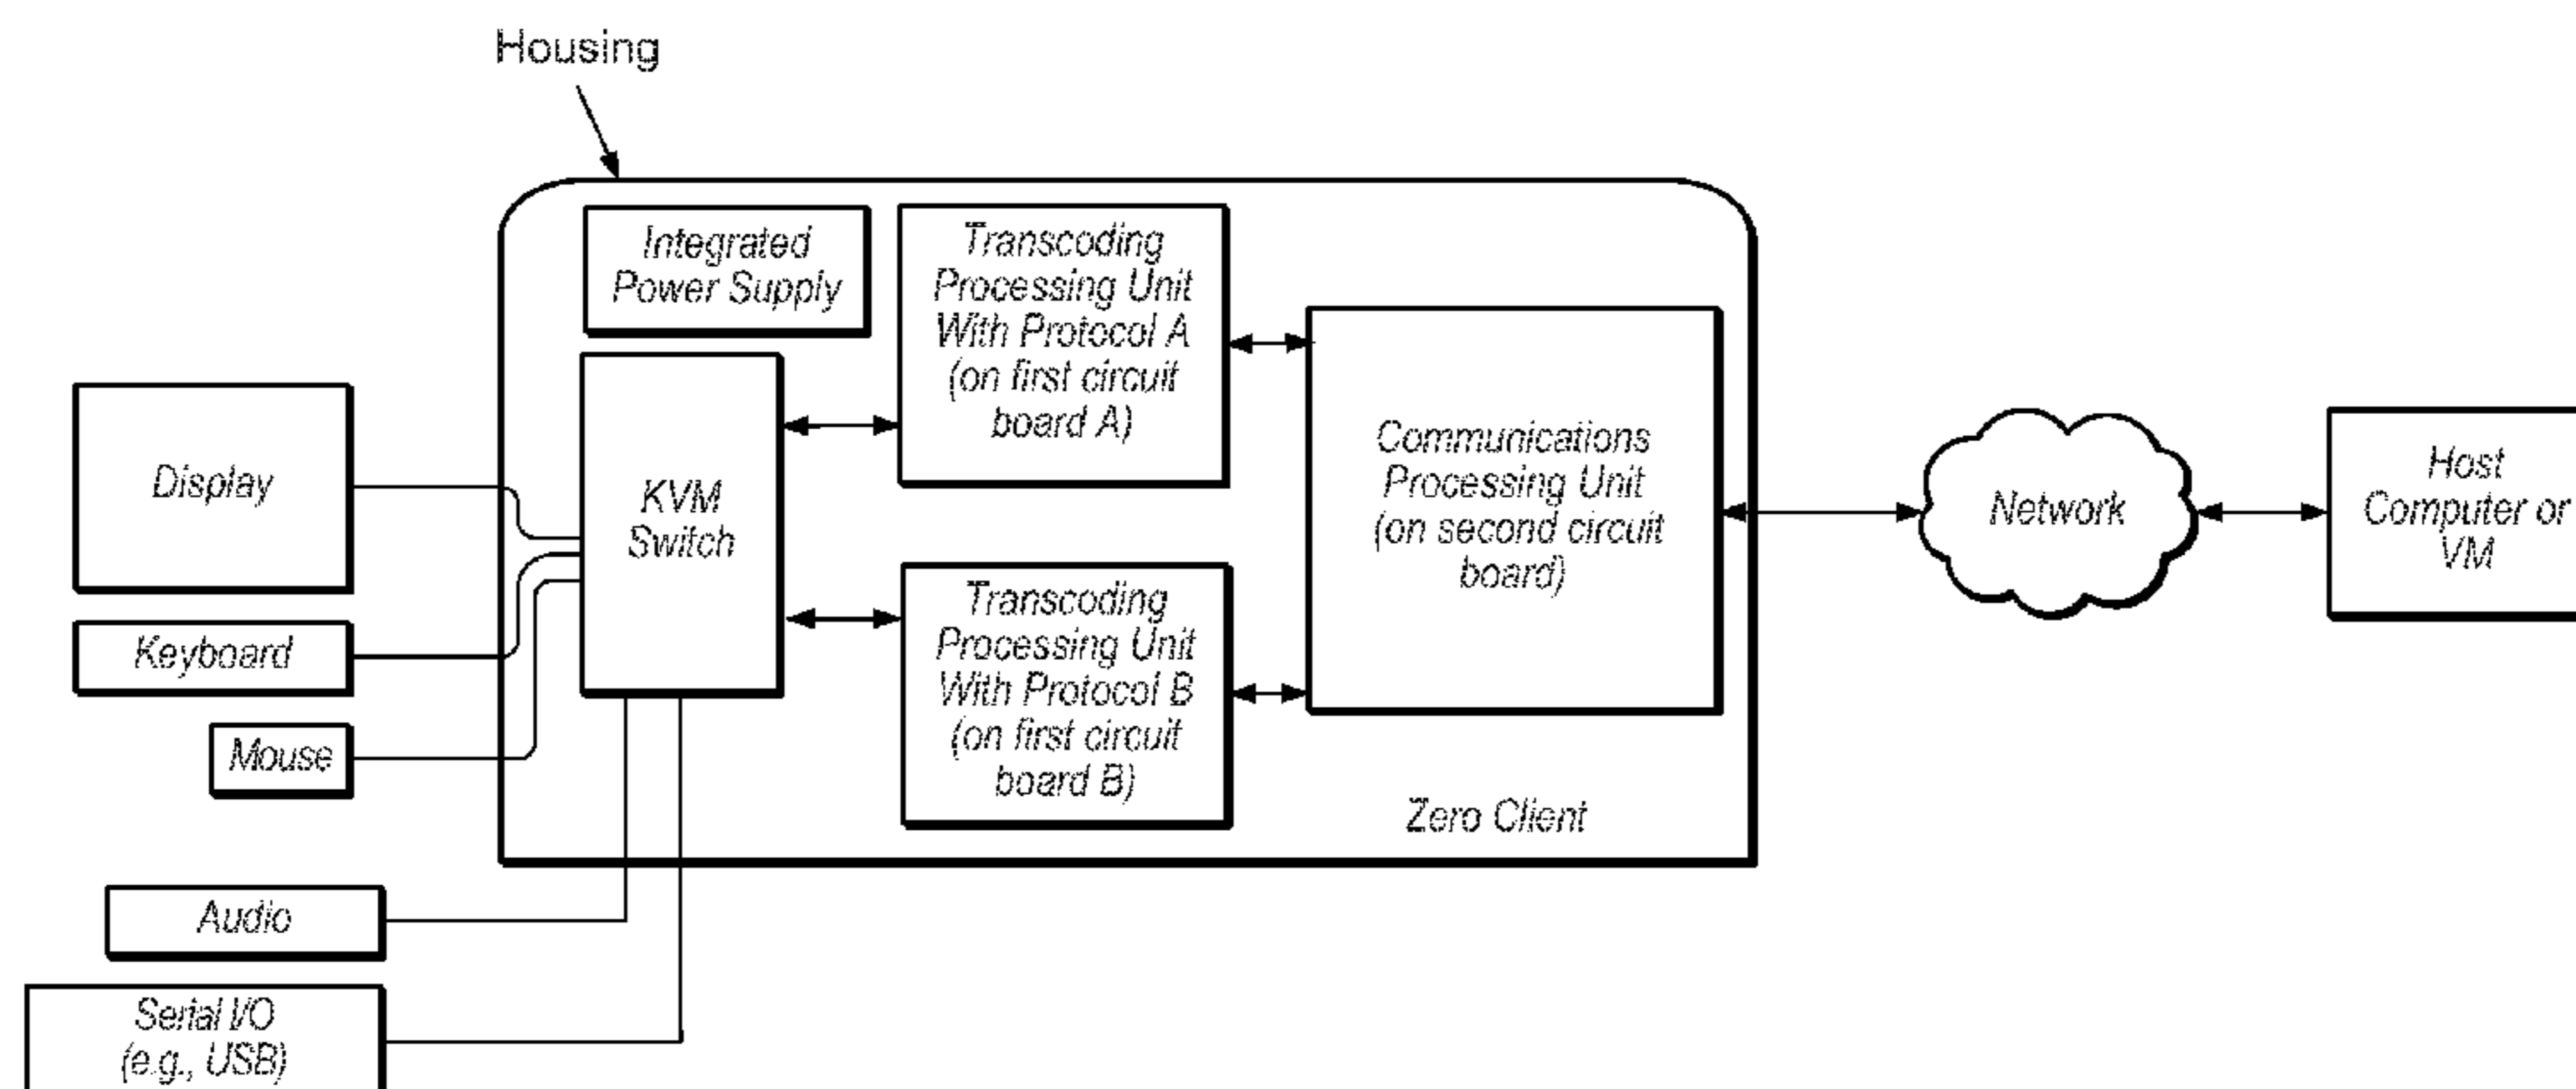 Housing
Integrated
Power Supply
Transcoding
Processing Unit
With Protocol A
(on first circuit
board A)
Display
KVM
Switch
Communications
Processing Unit
(on second circuit
board)
Network
Host
Computer or
VM
Keyboard
Mouse
Transcoding
Processing Unit
With Protocol B
(on first circuit
board B)
Zero Client
Audio
Serial I/O
(e.g., USB)